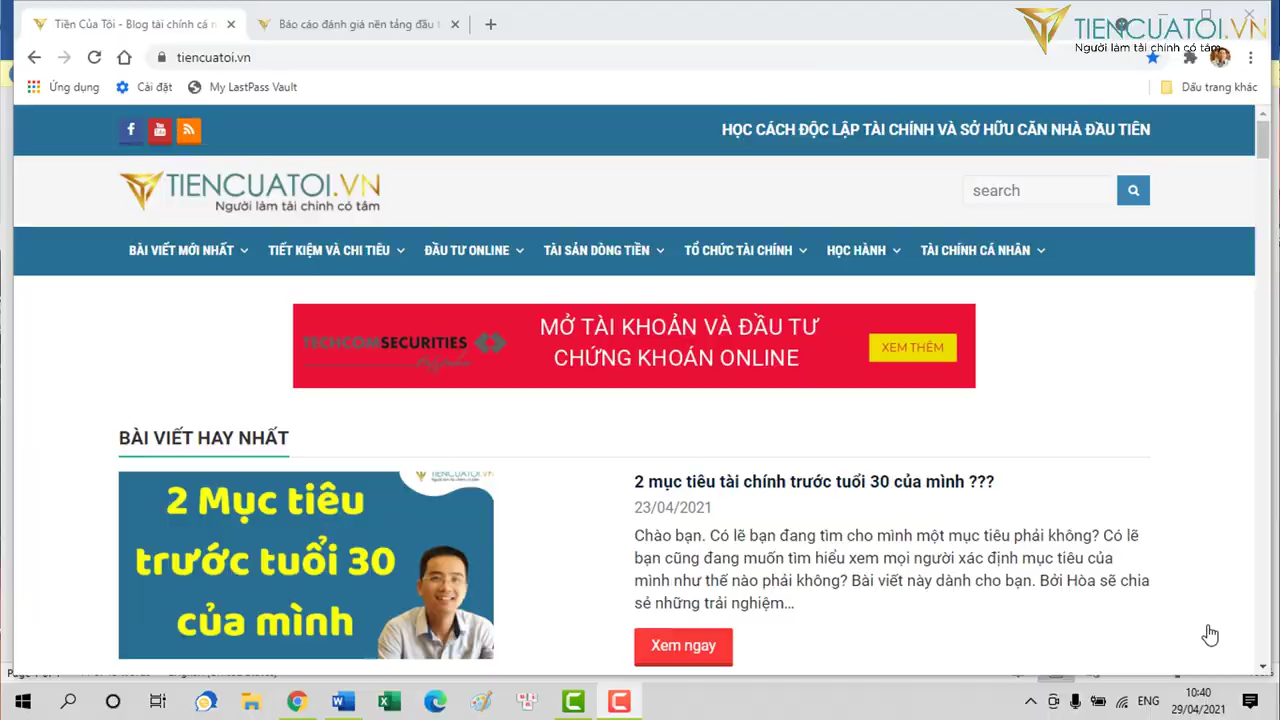 Tiền Của Tôi - Blog tài chính cá n
Báo cáo đánh giá nền tảng đầu t
TIENCUATOI.VN
Người làm tài chính có tâm
tiencuatoi.vn
Ứng dụng
Cài đặt
My LastPass Vault
Dấu trang khác
HỌC CÁCH ĐỘC LẬP TÀI CHÍNH VÀ SỞ HỮU CĂN NHÀ ĐẦU TIÊN
TIENCUATOI.VN
Người làm tài chính có tâm
search
BÀI VIẾT MỚI NHẤT
TIẾT KIỆM VÀ CHI TIÊU
ĐẦU TƯ ONLINE
TÀI SẢN DÒNG TIỀN
TỔ CHỨC TÀI CHÍNH
HỌC HÀNH
TÀI CHÍNH CÁ NHÂN
TECHCOMSECURITIES
MỞ TÀI KHOẢN VÀ ĐẦU TƯ
CHỨNG KHOÁN ONLINE
XEM THÊM
BÀI VIẾT HAY NHẤT
TIENCUATOI.VN
2 Mục tiêu
trước tuổi 30
của mình
2 mục tiêu tài chính trước tuổi 30 của mình ???
23/04/2021
Chào bạn. Có lẽ bạn đang tìm cho mình một mục tiêu phải không? Có lẽ
bạn cũng đang muốn tìm hiểu xem mọi người xác định mục tiêu của
mình như thế nào phải không? Bài viết này dành cho bạn. Bởi Hòa sẽ chia
sẻ những trải nghiệm...
Xem ngay
ENG
10:40
29/04/2021